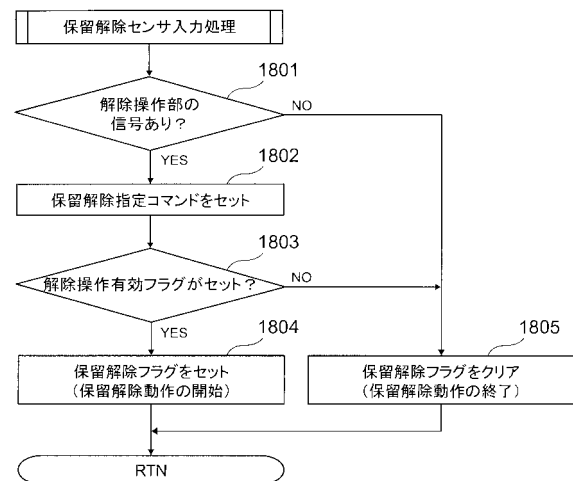 保留解除センサ入力処理
1801
解除操作部の
信号あり？
NO
YES
1802
保留解除指定コマンドをセット
1803
解除操作有効フラグがセット？
NO
YES
1804
保留解除フラグをセット
（保留解除動作の開始）
1805
保留解除フラグをクリア
（保留解除動作の終了）
RTN